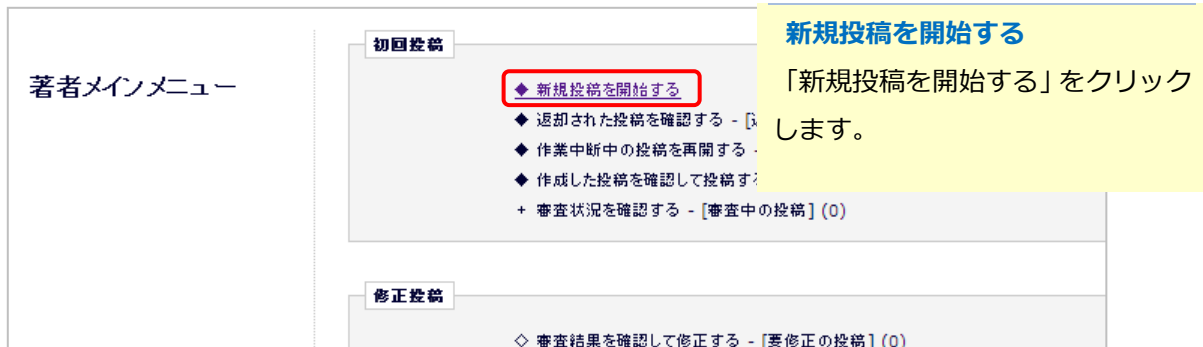 著者メインメニュー
初回投稿
◆ 新規投稿を開始する
◆ 返却された投稿を確認する - [
◆ 作業中断中の投稿を再開する -
◆ 作成した投稿を確認して投稿す
+ 審査状況を確認する - [審査中の投稿] (0)
修正投稿
◇ 審査結果を確認して修正する - [要修正の投稿] (0)
新規投稿を開始する
「新規投稿を開始する」をクリック
します。